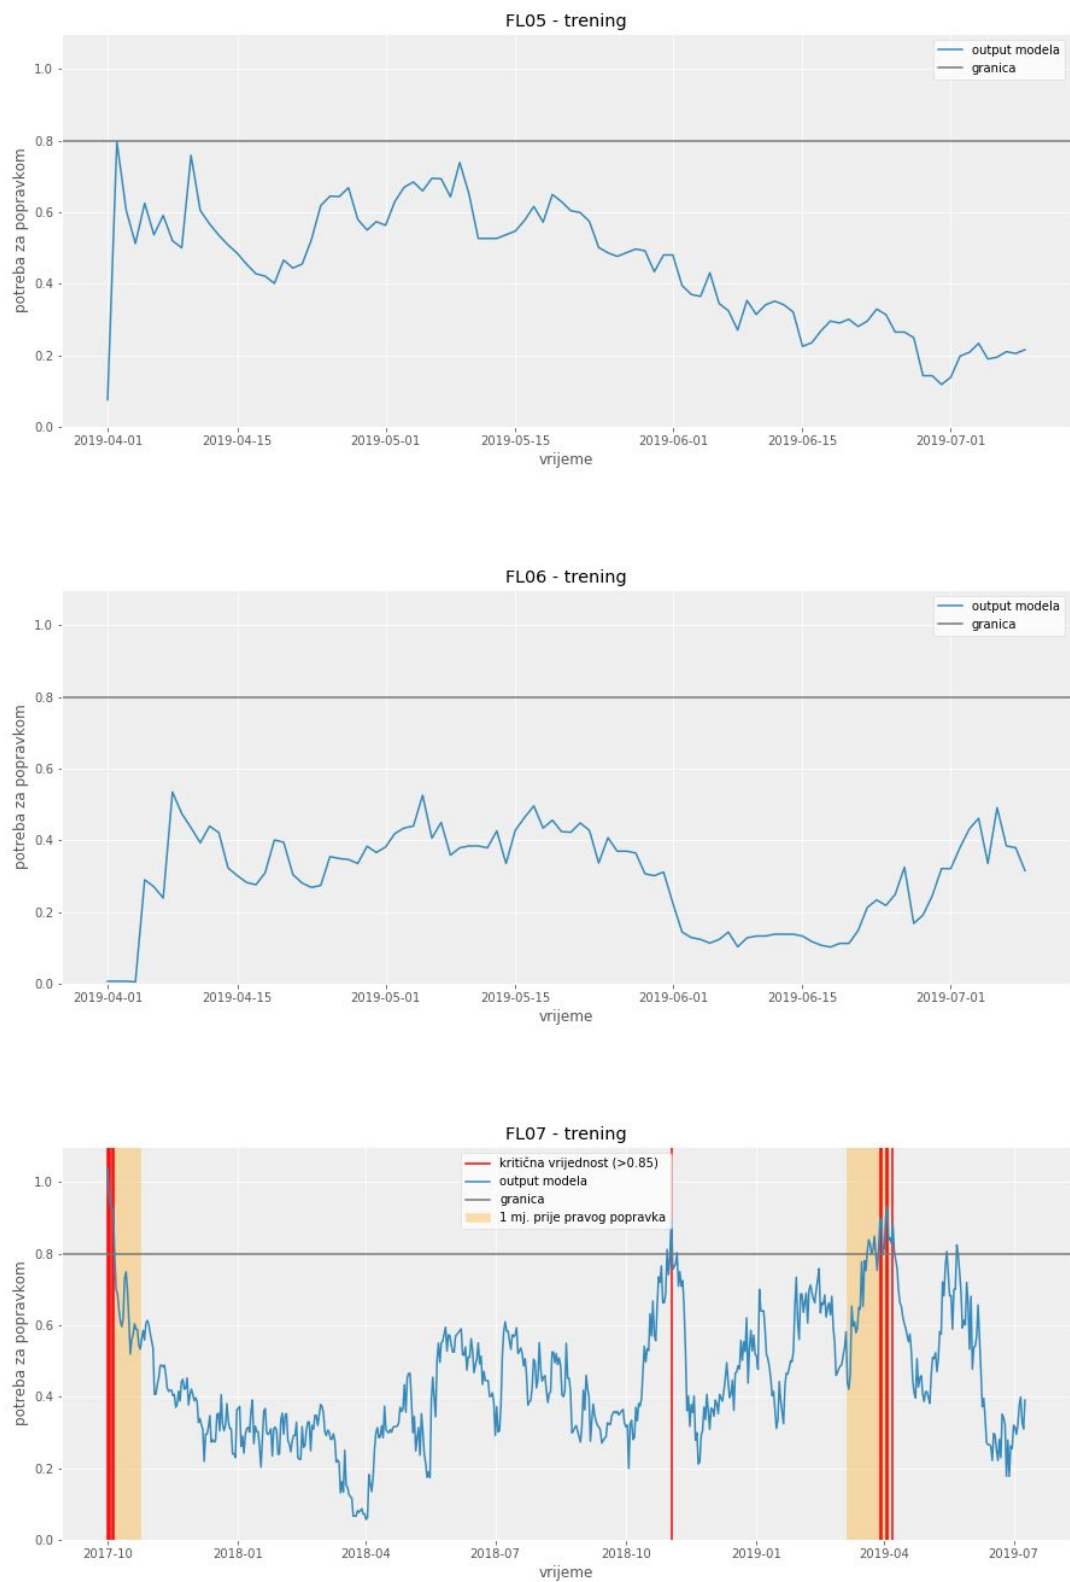 FL05 - trening
output modela
granica
potreba za popravkom
1.0
0.8
0.6
0.4
0.2
0.0
2019-04-01 2019-04-15 2019-05-01 2019-05-15 2019-06-01 2019-06-15 2019-07-01
vrijeme
FL06 - trening
output modela
granica
potreba za popravkom
1.0
0.8
0.6
0.4
0.2
0.0
2019-04-01 2019-04-15 2019-05-01 2019-05-15 2019-06-01 2019-06-15 2019-07-01
vrijeme
FL07 - trening
kritična vrijednost (>0.85)
output modela
granica
1 mj. prije pravog popravka
potreba za popravkom
1.0
0.8
0.6
0.4
0.2
0.0
2017-10 2018-01 2018-04 2018-07 2018-10 2019-01 2019-04 2019-07
vrijeme